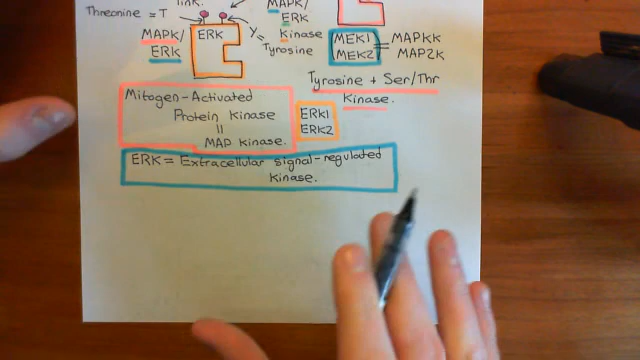 link.
Threonine = T
MAPK/
ERK
ERK
Y =
Tyrosine
MAPK/
ERK
Kinase
MEK1
MEK2
= MAPKK
MAP2K
Tyrosine + Ser/Thr
Kinase.
Mitogen-Activated
Protein Kinase
=
MAP kinase.
ERK1
ERK2
ERK = Extracellular signal-regulated
kinase.